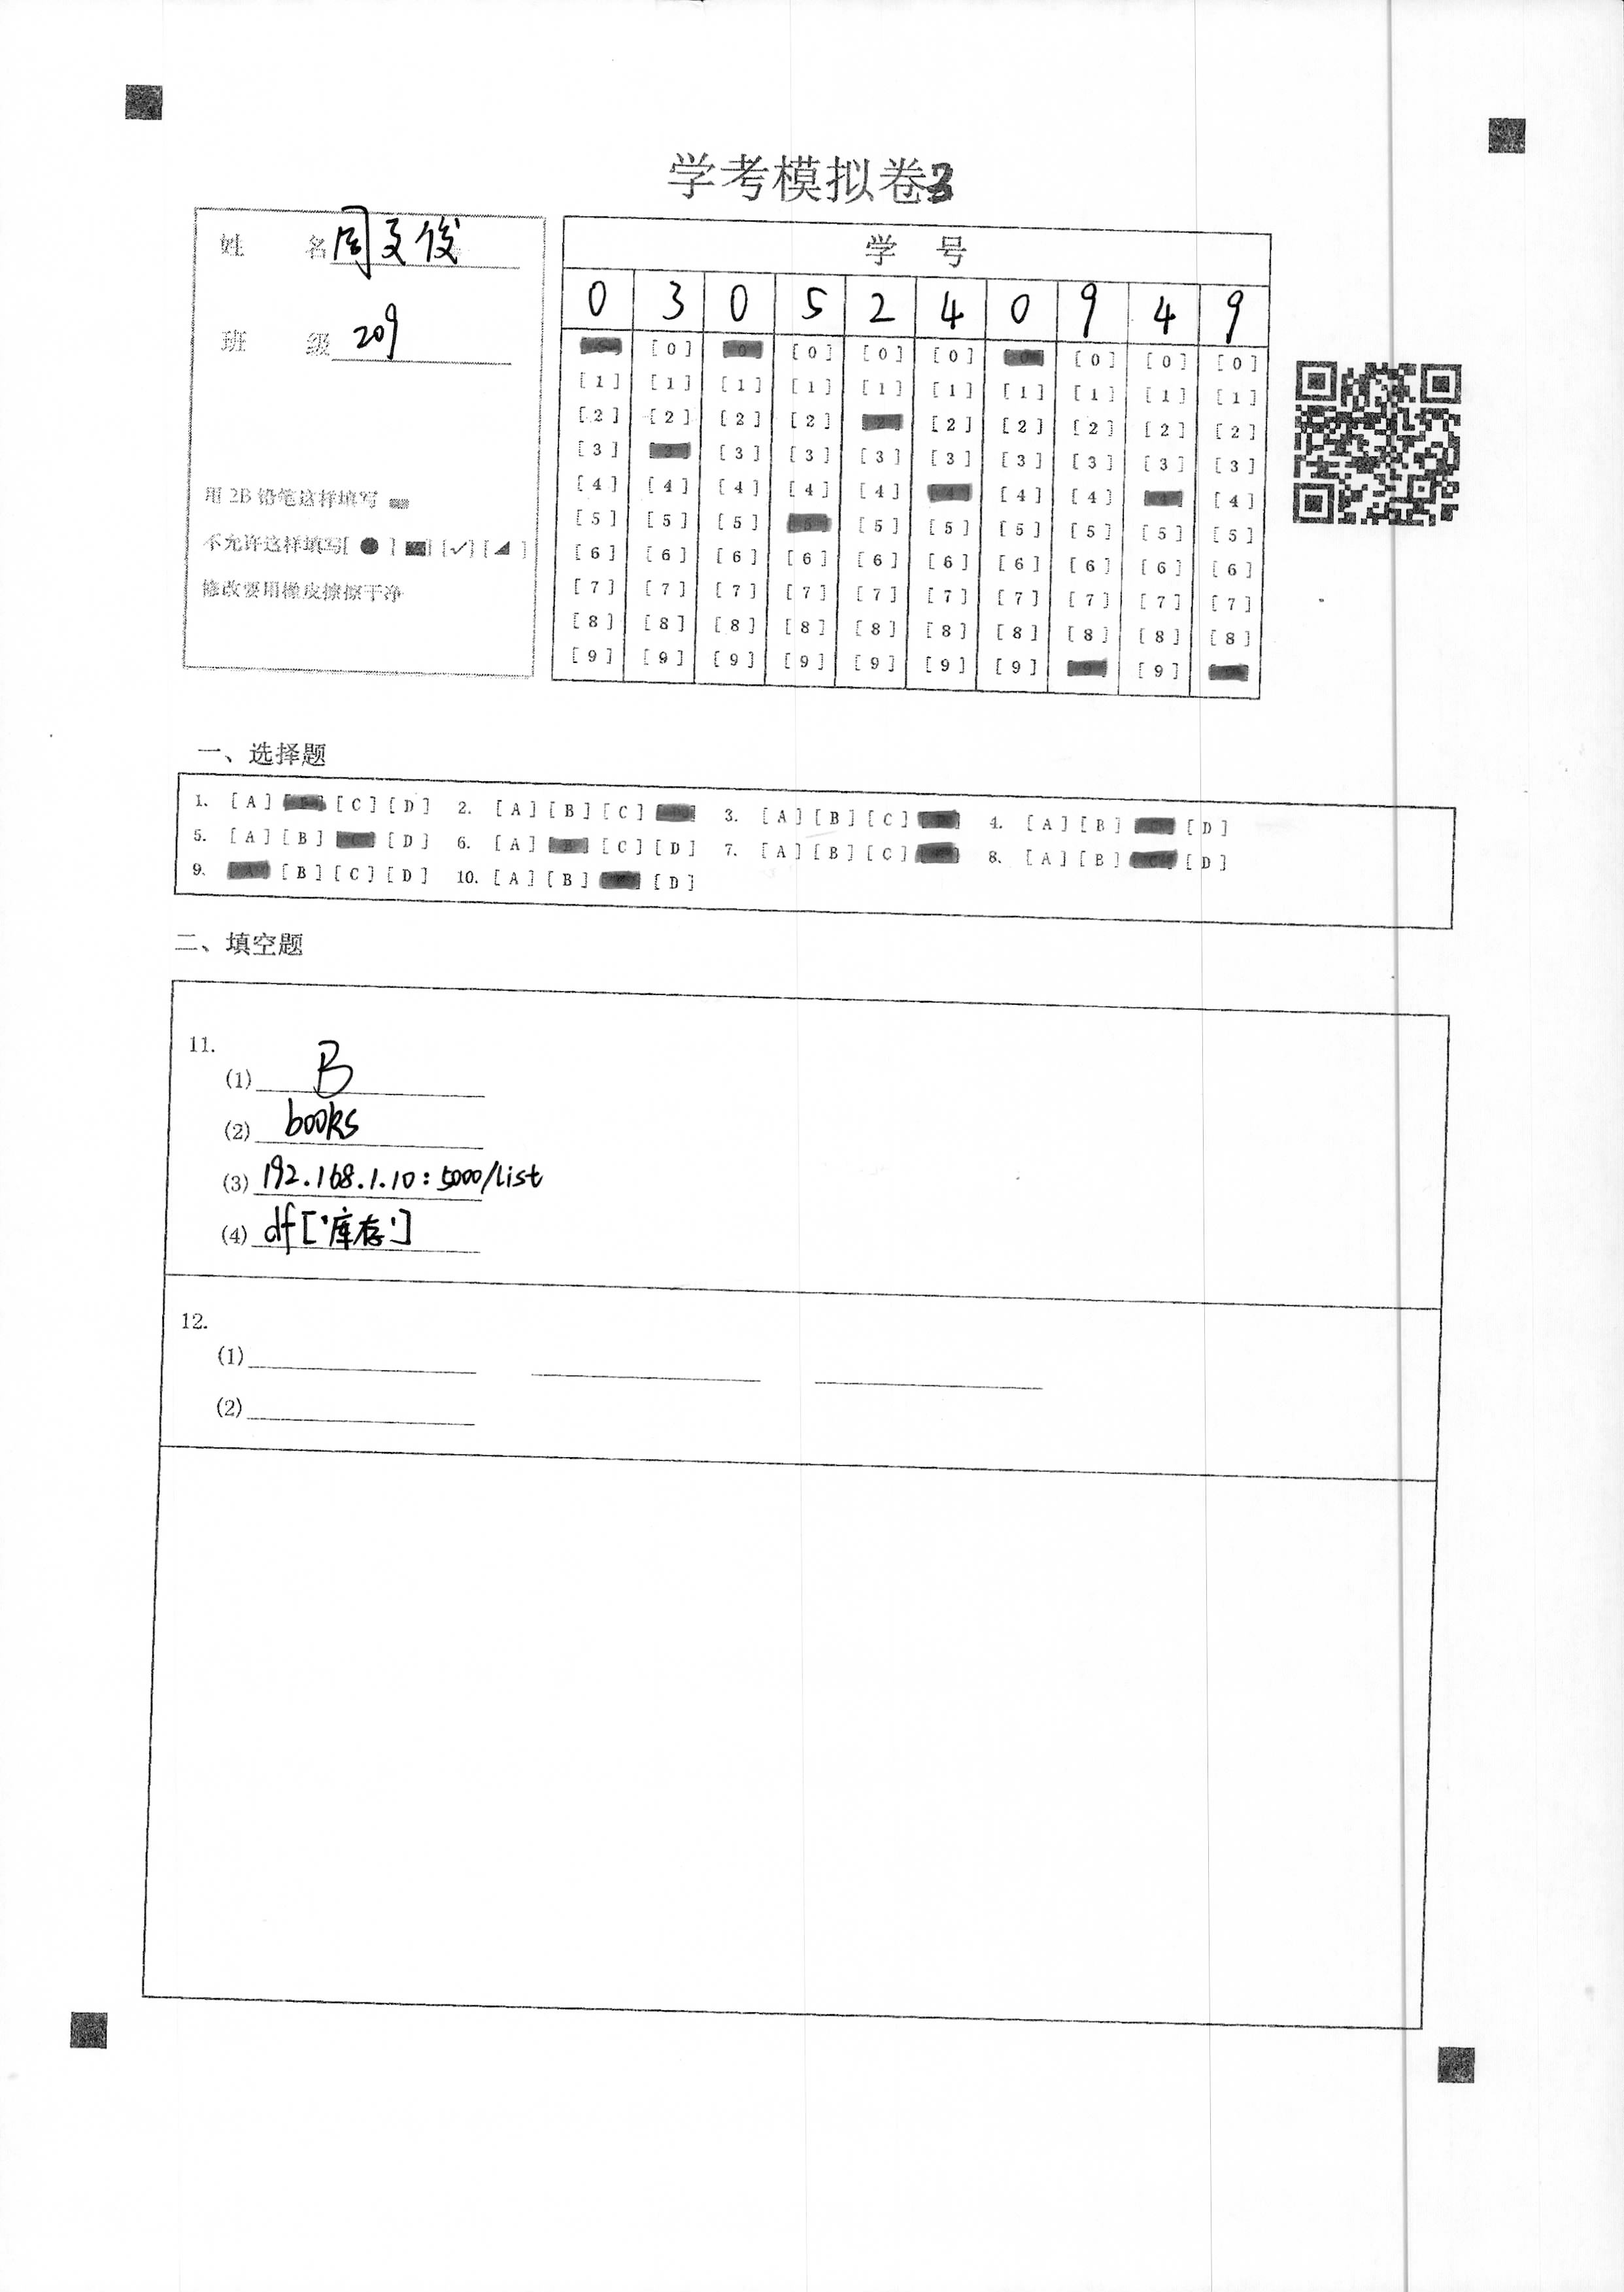 学考模拟卷3
姓 名 周文俊
班 级 209
用 2B 铅笔这样填写
不允许这样填写[ ● ] [■] [✓] [◢ ]
修改要用橡皮擦擦干净
学 号
0 3 0 5 2 4 0 9 4 9
[0] [0] [0] [0] [0] [0] [0]
[1] [1] [1] [1] [1] [1] [1] [1] [1] [1]
[2] [2] [2] [2] [2] [2] [2] [2] [2]
[3] [3] [3] [3] [3] [3] [3] [3] [3]
[4] [4] [4] [4] [4] [4] [4] [4]
[5] [5] [5] [5] [5] [5] [5] [5] [5]
[6] [6] [6] [6] [6] [6] [6] [6] [6] [6]
[7] [7] [7] [7] [7] [7] [7] [7] [7] [7]
[8] [8] [8] [8] [8] [8] [8] [8] [8] [8]
[9] [9] [9] [9] [9] [9] [9] [9]
一、选择题
1. [A] [C] [D] 2. [A] [B] [C] 3. [A] [B] [C] 4. [A] [B] [D]
5. [A] [B] [D] 6. [A] [C] [D] 7. [A] [B] [C] 8. [A] [B] [D]
9. [B] [C] [D] 10. [A] [B] [D]
二、填空题
11.
(1) B
(2) books
(3) 192.168.1.10:5000/list
(4) df['库存']
12.
(1)
(2)